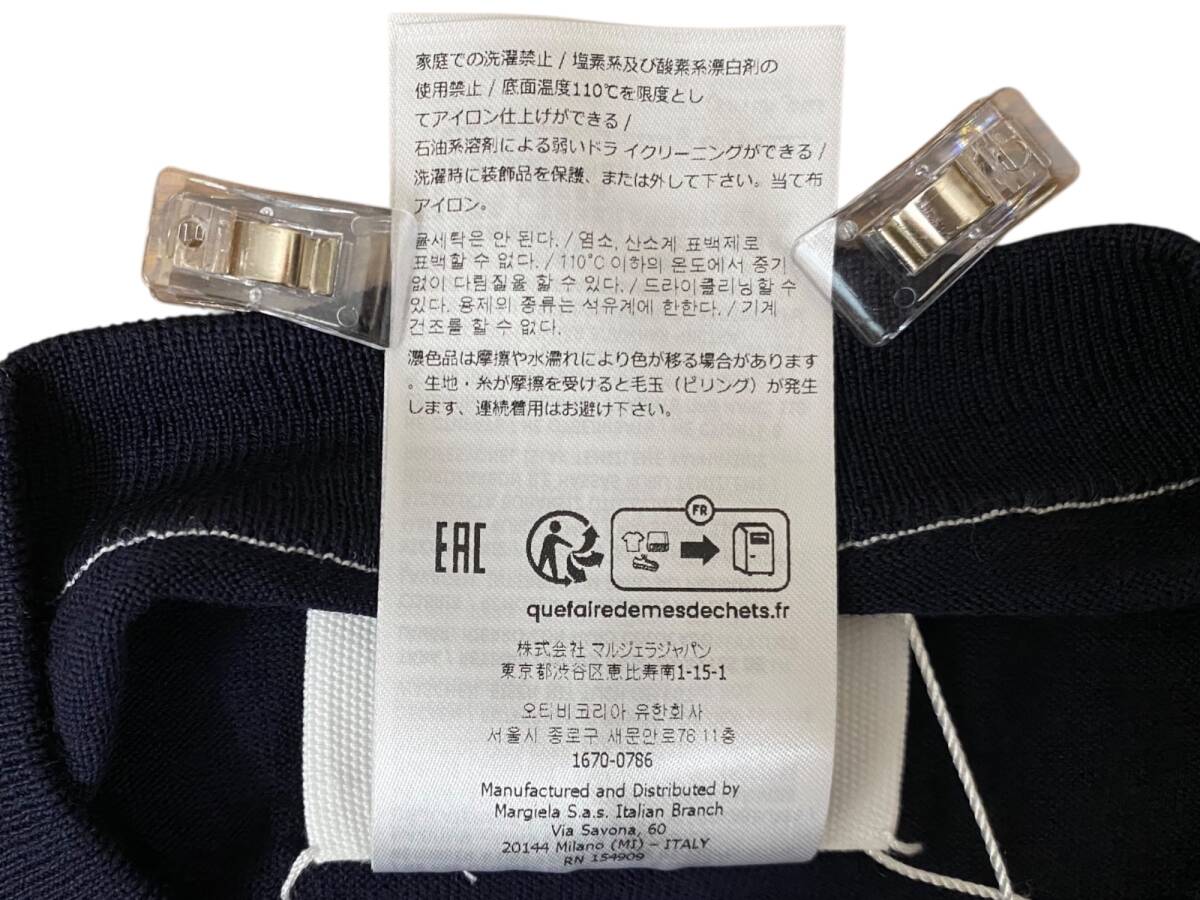 家庭での洗濯禁止 / 塩素系及び酸素系漂白剤の
使用禁止 / 底面温度110℃を限度とし
てアイロン仕上げができる /
石油系溶剤による弱いドラ イクリーニングができる /
洗濯時に装飾品を保護、または外して下さい。当て布
アイロン。
물세탁은 안 된다. / 염소, 산소계 표백제로
표백할 수 없다. / 110°C 이하의 온도에서 증기
없이 다림질을 할 수 있다. / 드라이클리닝할 수
있다. 용제의 종류는 석유계에 한한다. / 기계
건조를 할 수 없다.
濃色品は摩擦や水濡れにより色が移る場合があります
。生地・糸が摩擦を受けると毛玉（ピリング）が発生
します、連続着用はお避け下さい。
EAC
FR
quefairedemesdechets.fr
株式会社 マルジェラジャパン
東京都渋谷区恵比寿南1-15-1
오티비코리아 유한회사
서울시 종로구 새문안로76 11층
1670-0786
Manufactured and Distributed by
Margiela S.a.s. Italian Branch
Via Savona, 60
20144 Milano (MI) – ITALY
RN 154909